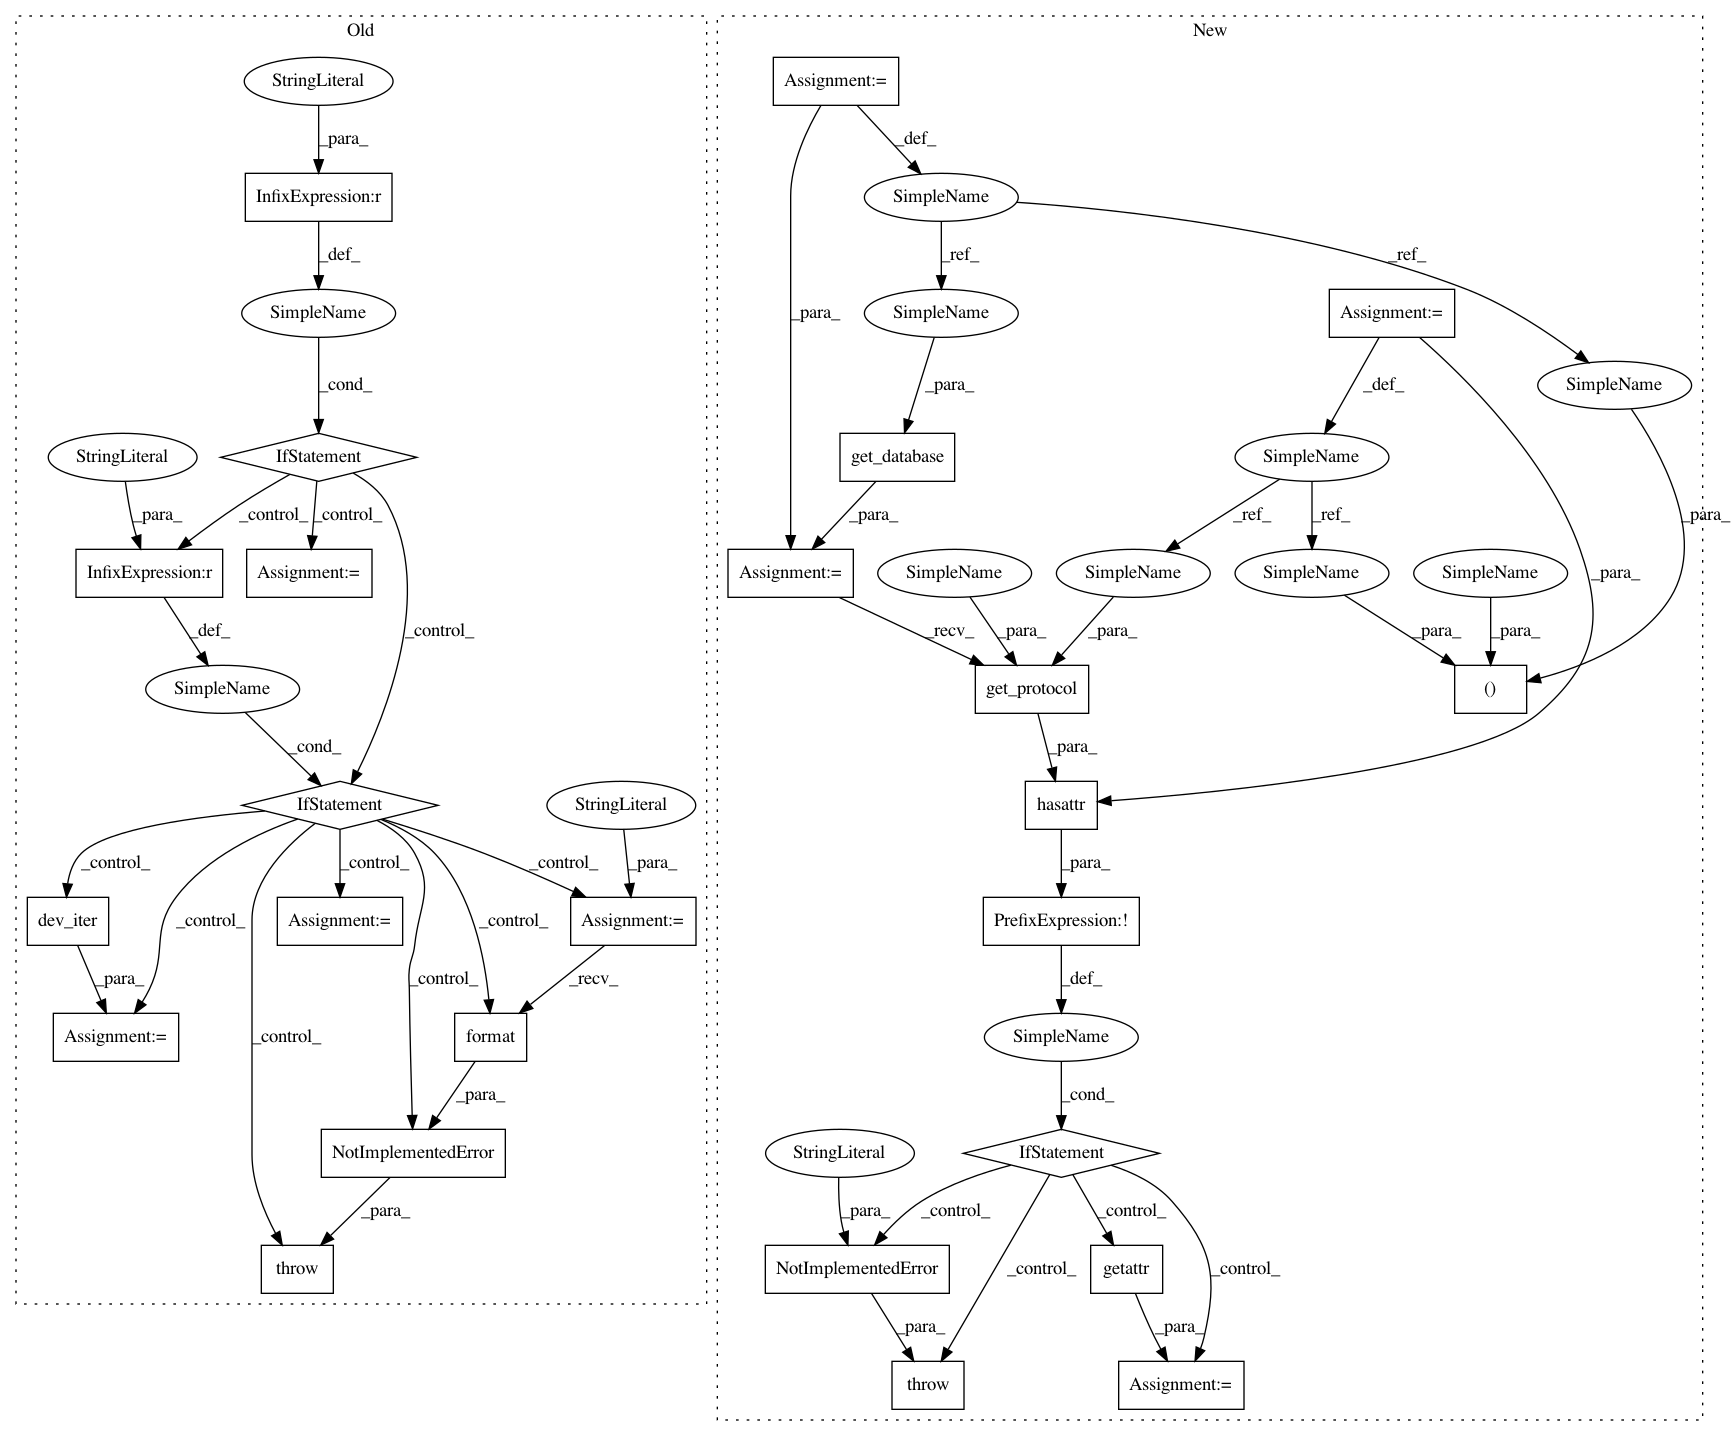 Old
New
StringLiteral
Assignment:=
_para_
_def_
InfixExpression:r
SimpleName
_def_
_ref_
_ref_
SimpleName
SimpleName
Assignment:=
_para_
_cond_
_para_
_def_
SimpleName
StringLiteral
IfStatement
get_database
SimpleName
_para_
_control_
_control_
_para_
_ref_
_ref_
_para_
InfixExpression:r
Assignment:=
Assignment:=
SimpleName
SimpleName
SimpleName
SimpleName
_para_
_def_
_control_
_recv_
_para_
_para_
_para_
_para_
SimpleName
get_protocol
()
_cond_
_para_
IfStatement
StringLiteral
hasattr
_control_
_control_
_control_
_control_
_para_
_para_
dev_iter
_control_
Assignment:=
Assignment:=
PrefixExpression:!
_para_
_control_
_recv_
_def_
Assignment:=
_control_
format
SimpleName
_para_
_cond_
NotImplementedError
StringLiteral
IfStatement
_para_
_para_
_control_
_control_
throw
NotImplementedError
_control_
getattr
_control_
_para_
_para_
throw
Assignment:=